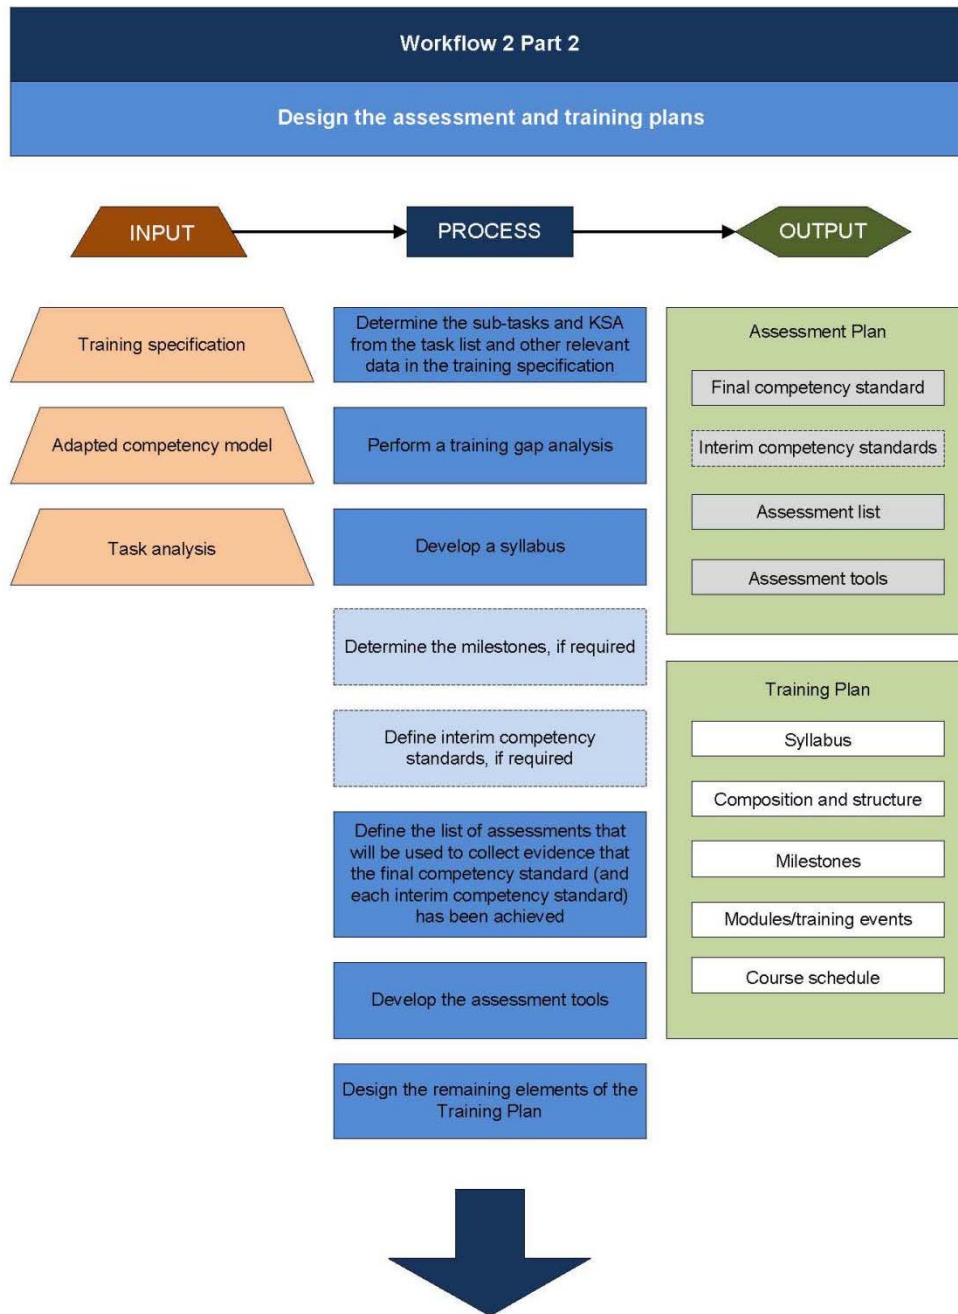 Workflow 2 Part 2
Design the assessment and training plans
INPUT
PROCESS
OUTPUT
Training specification
Adapted competency model
Task analysis
Determine the sub-tasks and KSA
from the task list and other relevant
data in the training specification
Perform a training gap analysis
Develop a syllabus
Determine the milestones, if required
Define interim competency
standards, if required
Define the list of assessments that
will be used to collect evidence that
the final competency standard (and
each interim competency standard)
has been achieved
Develop the assessment tools
Design the remaining elements of the
Training Plan
Assessment Plan
Final competency standard
Interim competency standards
Assessment list
Assessment tools
Training Plan
Syllabus
Composition and structure
Milestones
Modules/training events
Course schedule